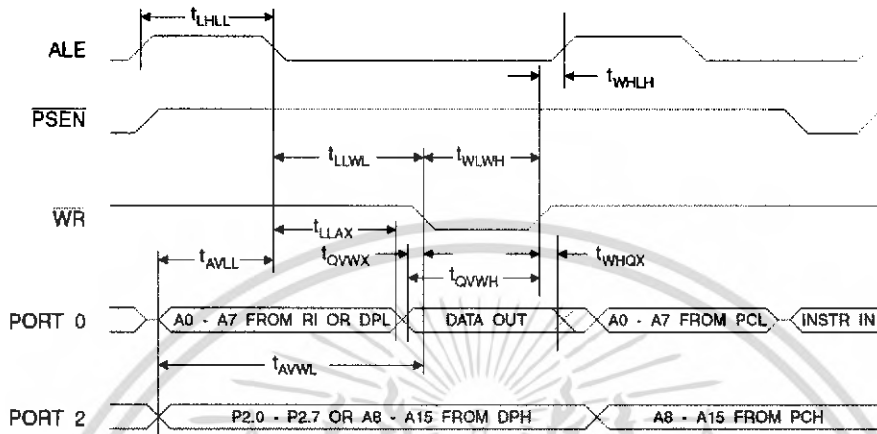 tLHLL
ALE
tWHLH
PSEN
tLLWL tWLWH
WR
tLLAX
tAVLL tQVWX tWHQX
tQVWH
PORT 0 A0 - A7 FROM RI OR DPL DATA OUT A0 - A7 FROM PCL INSTR IN
tAVWL
PORT 2 P2.0 - P2.7 OR A8 - A15 FROM DPH A8 - A15 FROM PCH